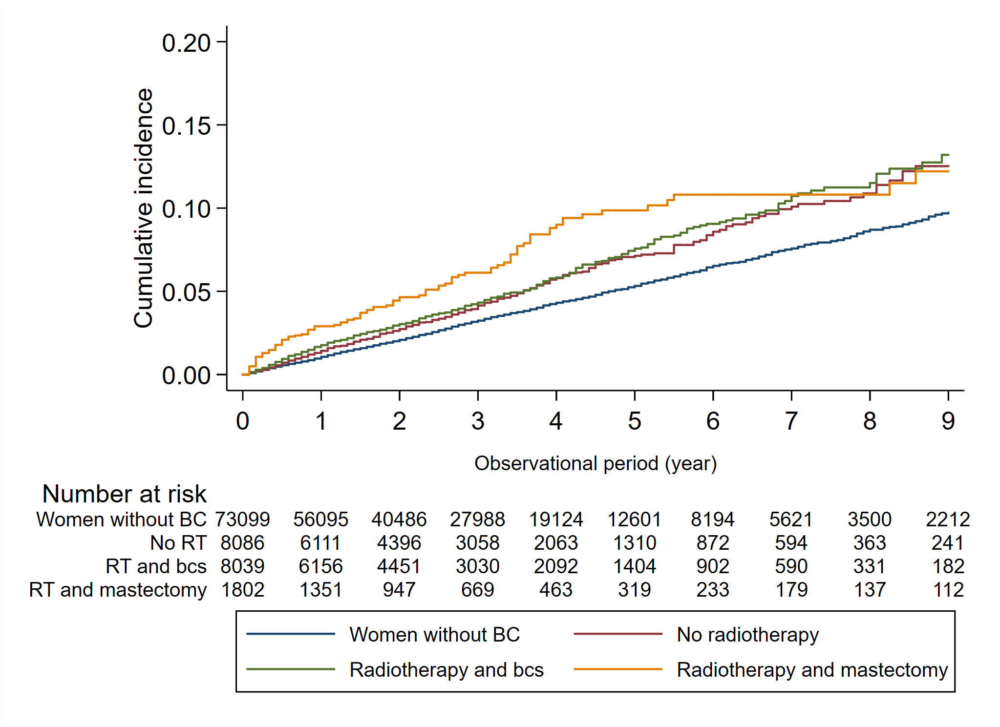 0.20
0.15
0.10
0.05
0.00
Cumulative incidence
0 1 2 3 4 5 6 7 8 9
Observational period (year)
Number at risk
Women without BC 73099 56095 40486 27988 19124 12601 8194 5621 3500 2212
No RT 8086 6111 4396 3058 2063 1310 872 594 363 241
RT and bcs 8039 6156 4451 3030 2092 1404 902 590 331 182
RT and mastectomy 1802 1351 947 669 463 319 233 179 137 112
Women without BC No radiotherapy
Radiotherapy and bcs Radiotherapy and mastectomy